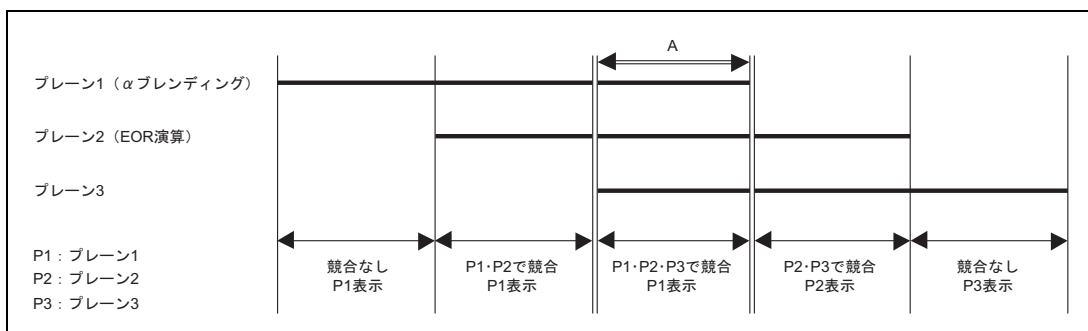 A
プレーン1（αブレンディング）
プレーン2（EOR演算）
プレーン3
P1：プレーン1
P2：プレーン2
P3：プレーン3
競合なし
P1表示
P1･P2で競合
P1表示
P1･P2･P3で競合
P1表示
P2･P3で競合
P2表示
競合なし
P3表示